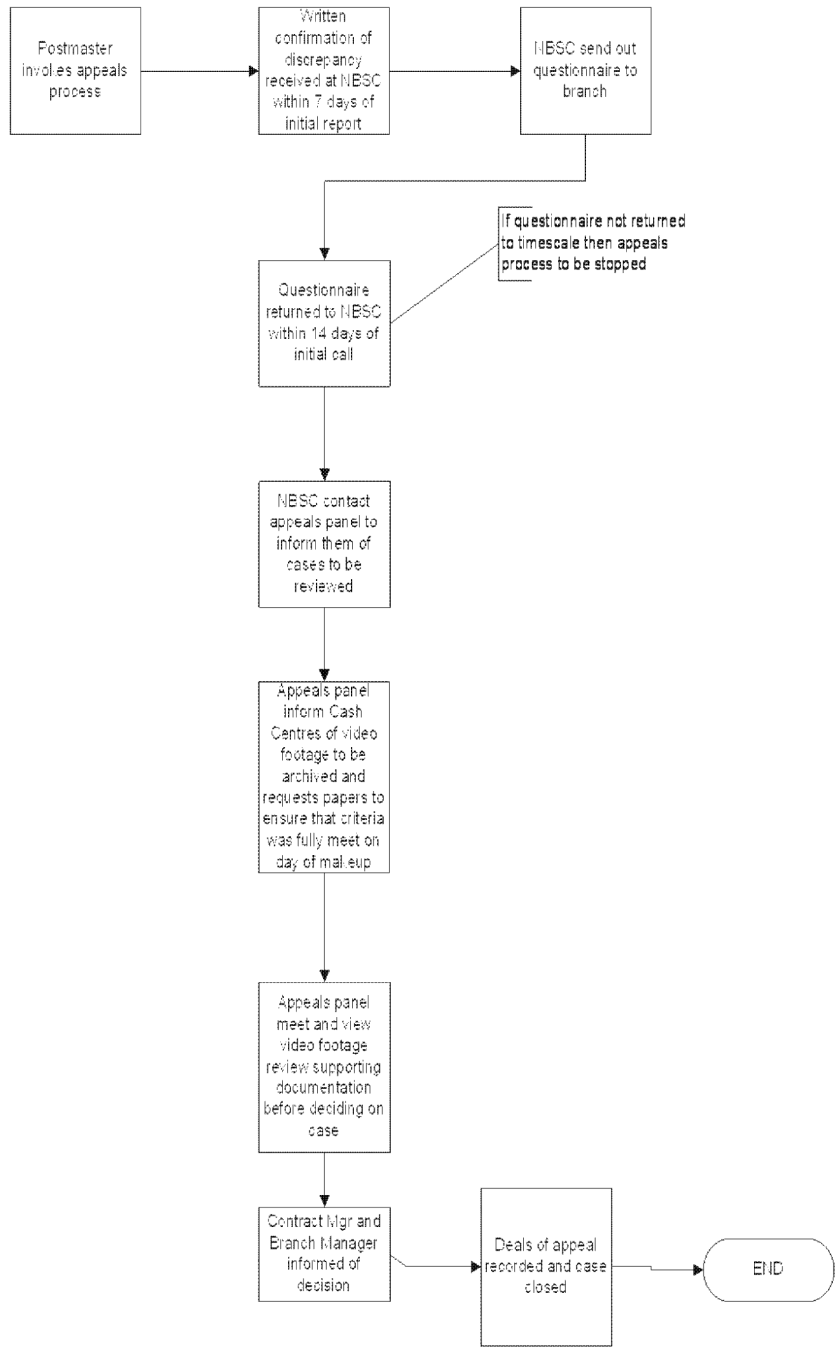 Postmaster
invokes appeals
process
Written
confirmation of
discrepancy
received at NBSC
within 7 days of
initial report
NBSC send out
questionnaire to
branch
If questionnaire not returned
to timescale then appeals
process to be stopped
Questionnaire
returned to NBSC
within 14 days of
initial call
NBSC contact
appeals panel to
inform them of
cases to be
reviewed
Appeals panel
inform Cash
Centres of video
footage to be
archived and
requests papers to
ensure that criteria
was fully meet on
day of makeup
Appeals panel
meet and view
video footage
review supporting
documentation
before deciding on
case
Contract Mgr and
Branch Manager
informed of
decision
Deals of appeal
recorded and case
closed
END